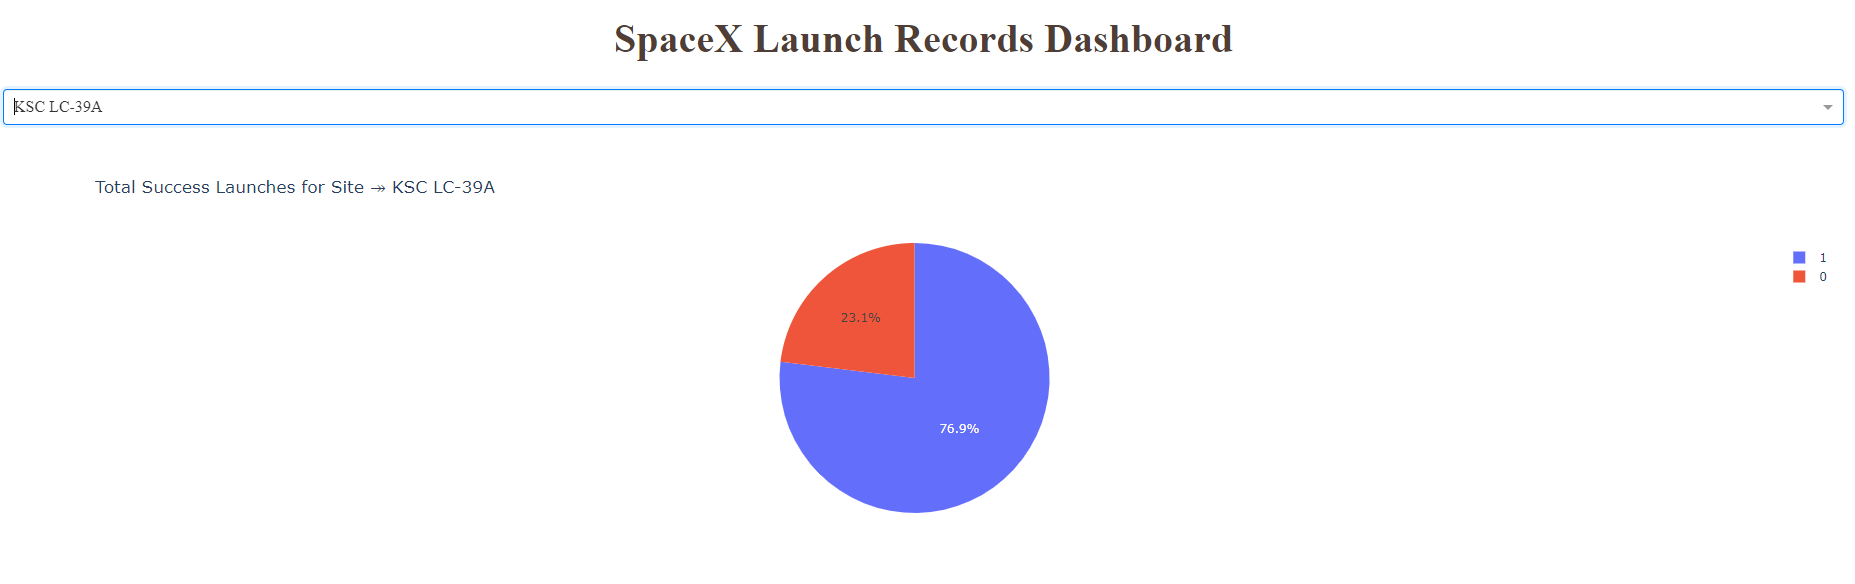 SpaceX Launch Records Dashboard
KSC LC-39A
Total Success Launches for Site ↠ KSC LC-39A
1
0
23.1%
76.9%